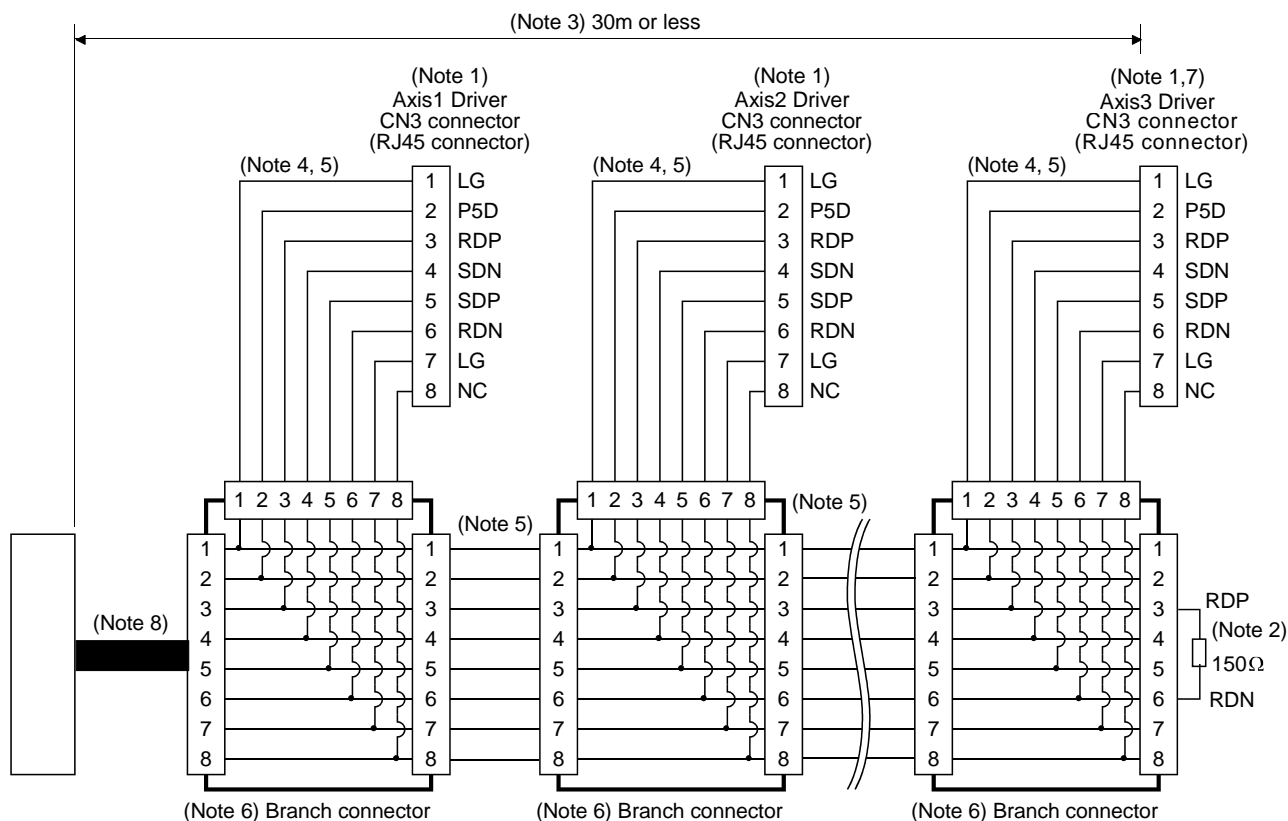 (Note 3) 30m or less
(Note 1)
Axis1 Driver
CN3 connector
(RJ45 connector)
(Note 1)
Axis2 Driver
CN3 connector
(RJ45 connector)
(Note 1,7)
Axis3 Driver
CN3 connector
(RJ45 connector)
(Note 4, 5)
1 LG
2 P5D
3 RDP
4 SDN
5 SDP
6 RDN
7 LG
8 NC
(Note 4, 5)
1 LG
2 P5D
3 RDP
4 SDN
5 SDP
6 RDN
7 LG
8 NC
(Note 4, 5)
1 LG
2 P5D
3 RDP
4 SDN
5 SDP
6 RDN
7 LG
8 NC
1 2 3 4 5 6 7 8
1 2 3 4 5 6 7 8
1 2 3 4 5 6 7 8
(Note 5)
(Note 5)
1 1 1 1 1 1
2 2 2 2 2 2
3 3 3 3 3 3
4 4 4 4 4 4
5 5 5 5 5 5
6 6 6 6 6 6
7 7 7 7 7 7
8 8 8 8 8 8
(Note 8)
RDP
(Note 2)
150Ω
RDN
(Note 6) Branch connector
(Note 6) Branch connector
(Note 6) Branch connector